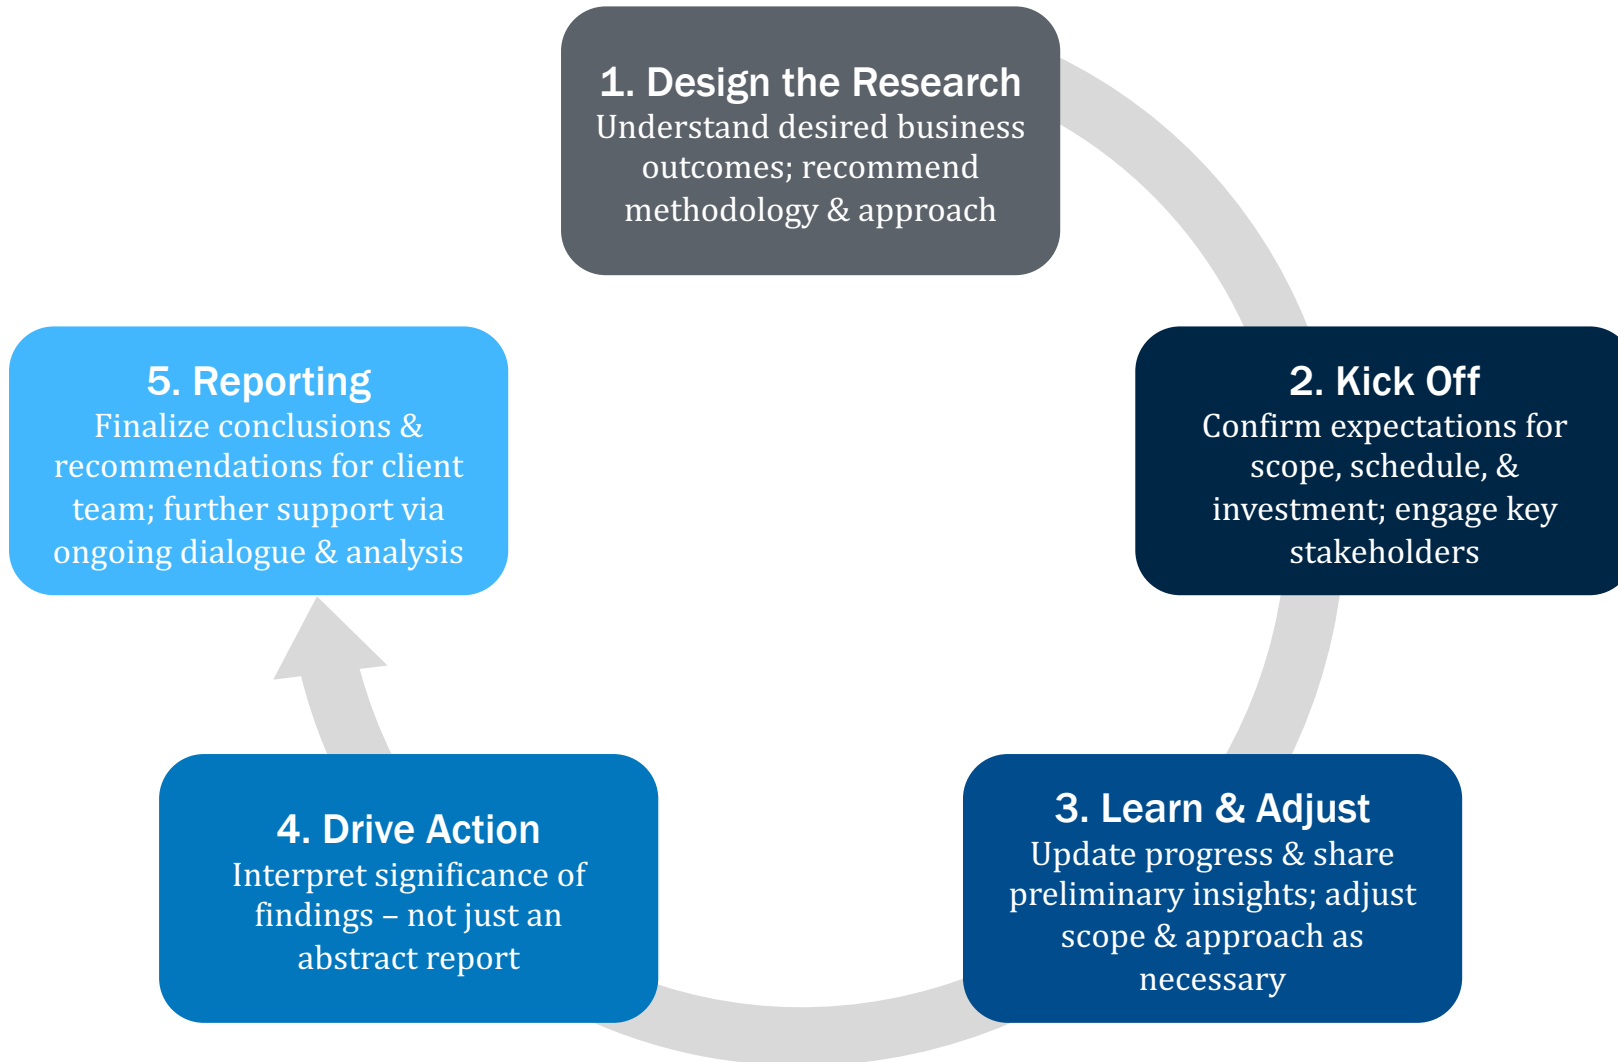 1. Design the Research
Understand desired business
outcomes; recommend
methodology & approach
2. Kick Off
Confirm expectations for
scope, schedule, &
investment; engage key
stakeholders
3. Learn & Adjust
Update progress & share
preliminary insights; adjust
scope & approach as
necessary
4. Drive Action
Interpret significance of
findings – not just an
abstract report
5. Reporting
Finalize conclusions &
recommendations for client
team; further support via
ongoing dialogue & analysis